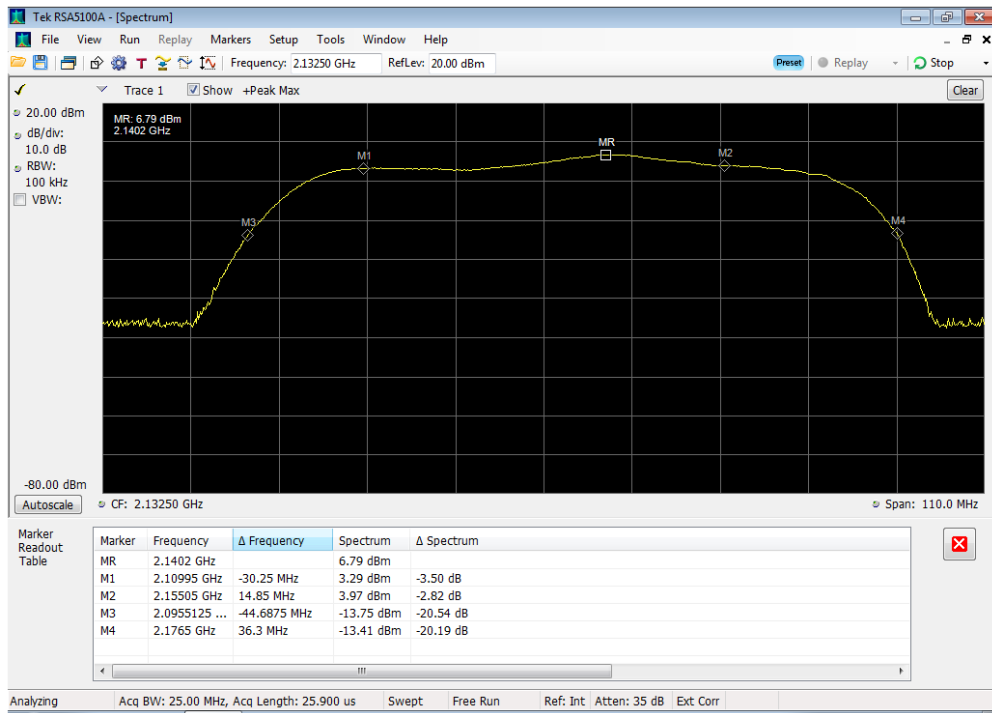 Tek RSA5100A - [Spectrum]
File View Run Replay Markers Setup Tools Window Help
T Frequency: 2.13250 GHz RefLev: 20.00 dBm Preset Replay Stop
Trace 1 Show +Peak Max Clear
20.00 dBm
dB/div:
10.0 dB
RBW:
100 kHz
VBW:
-80.00 dBm
Autoscale
MR: 6.79 dBm
2.1402 GHz
MR
M1
M2
M3
M4
CF: 2.13250 GHz Span: 110.0 MHz
Marker
Readout
Table
Marker Frequency Δ Frequency Spectrum Δ Spectrum
MR 2.1402 GHz 6.79 dBm
M1 2.10995 GHz -30.25 MHz 3.29 dBm -3.50 dB
M2 2.15505 GHz 14.85 MHz 3.97 dBm -2.82 dB
M3 2.0955125 ... -44.6875 MHz -13.75 dBm -20.54 dB
M4 2.1765 GHz 36.3 MHz -13.41 dBm -20.19 dB
Analyzing Acq BW: 25.00 MHz, Acq Length: 25.900 us Swept Free Run Ref: Int Atten: 35 dB Ext Corr